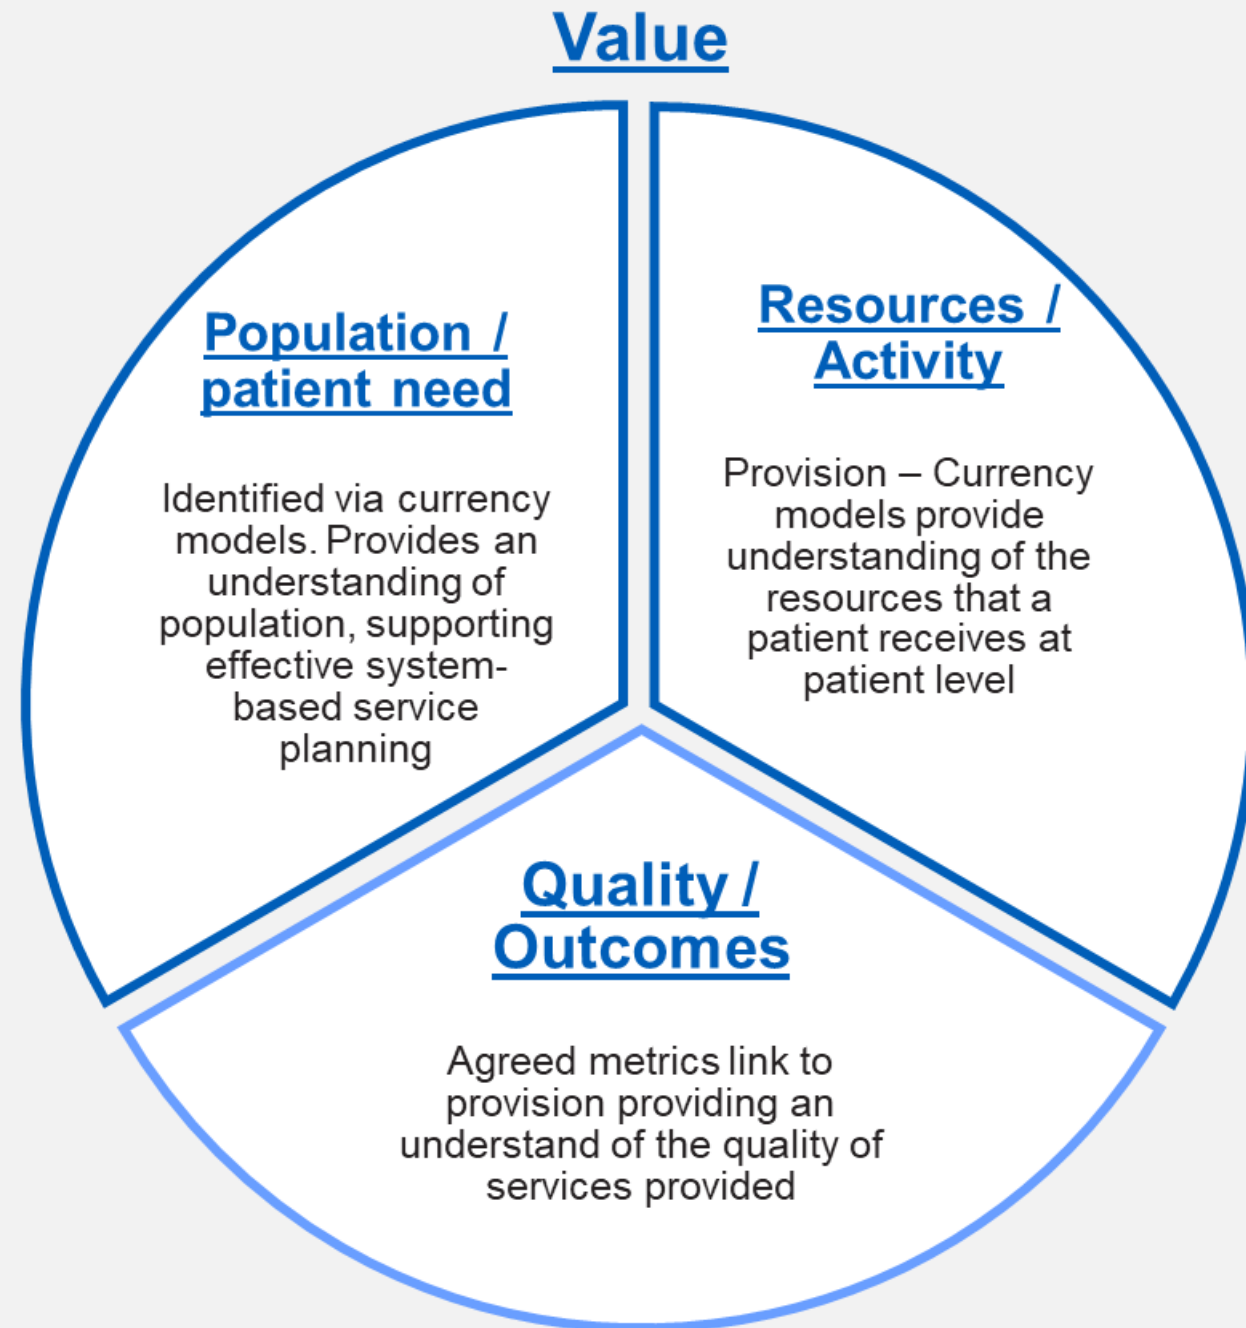 Value
Population /
patient need
Identified via currency
models. Provides an
understanding of
population, supporting
effective system-
based service
planning
Resources /
Activity
Provision – Currency
models provide
understanding of the
resources that a
patient receives at
patient level
Quality /
Outcomes
Agreed metrics link to
provision providing an
understand of the quality of
services provided